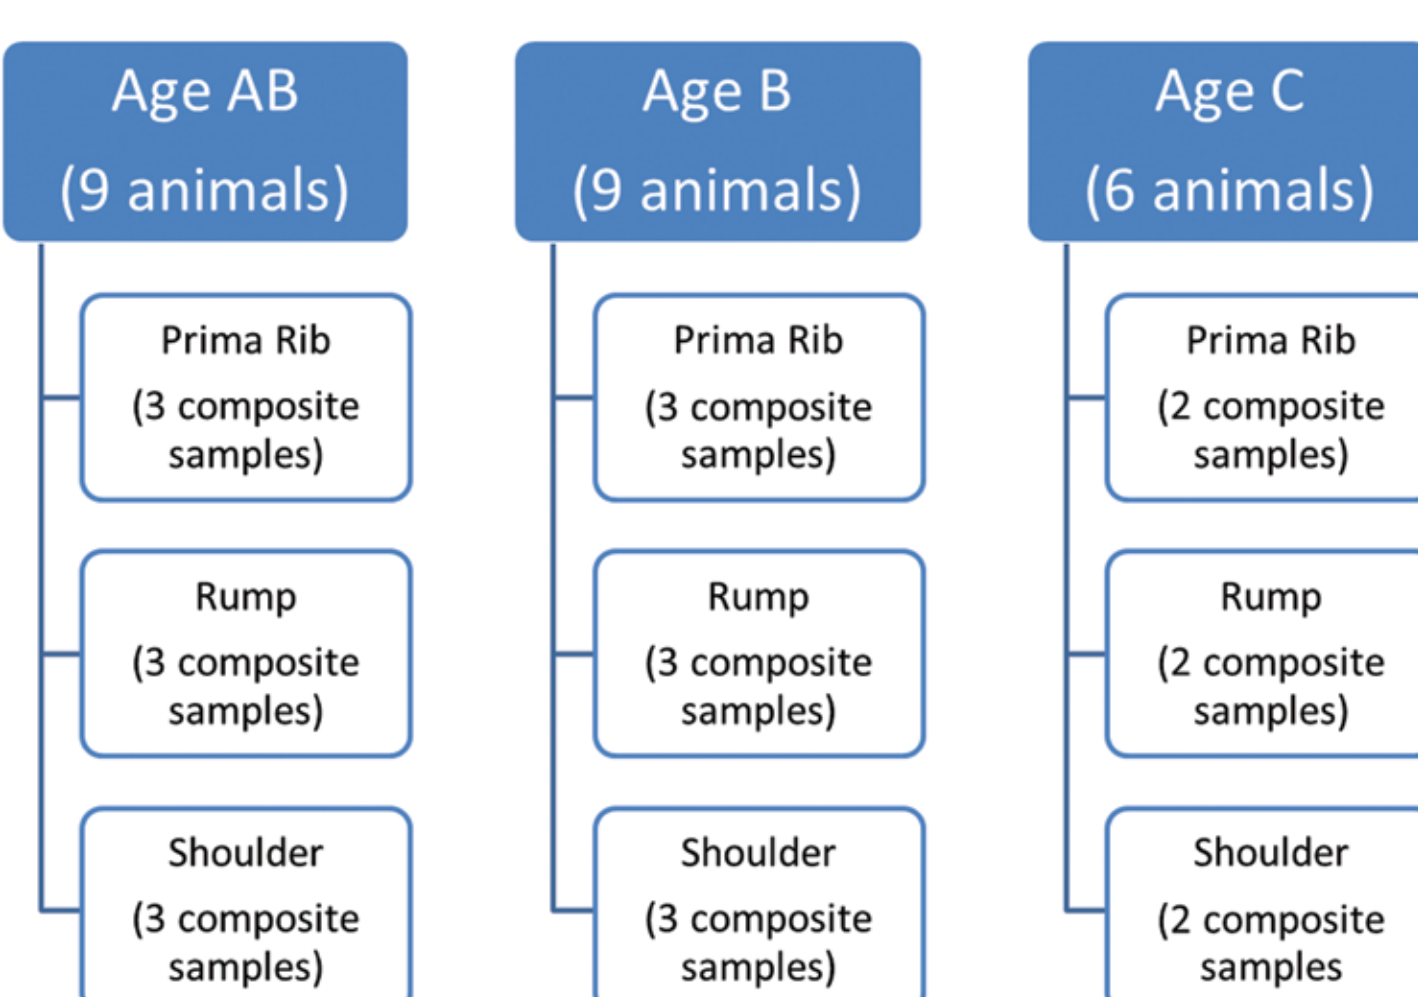 Age AB
(9 animals)
Prima Rib
(3 composite
samples)
Rump
(3 composite
samples)
Shoulder
(3 composite
samples)
Age B
(9 animals)
Prima Rib
(3 composite
samples)
Rump
(3 composite
samples)
Shoulder
(3 composite
samples)
Age C
(6 animals)
Prima Rib
(2 composite
samples)
Rump
(2 composite
samples)
Shoulder
(2 composite
samples